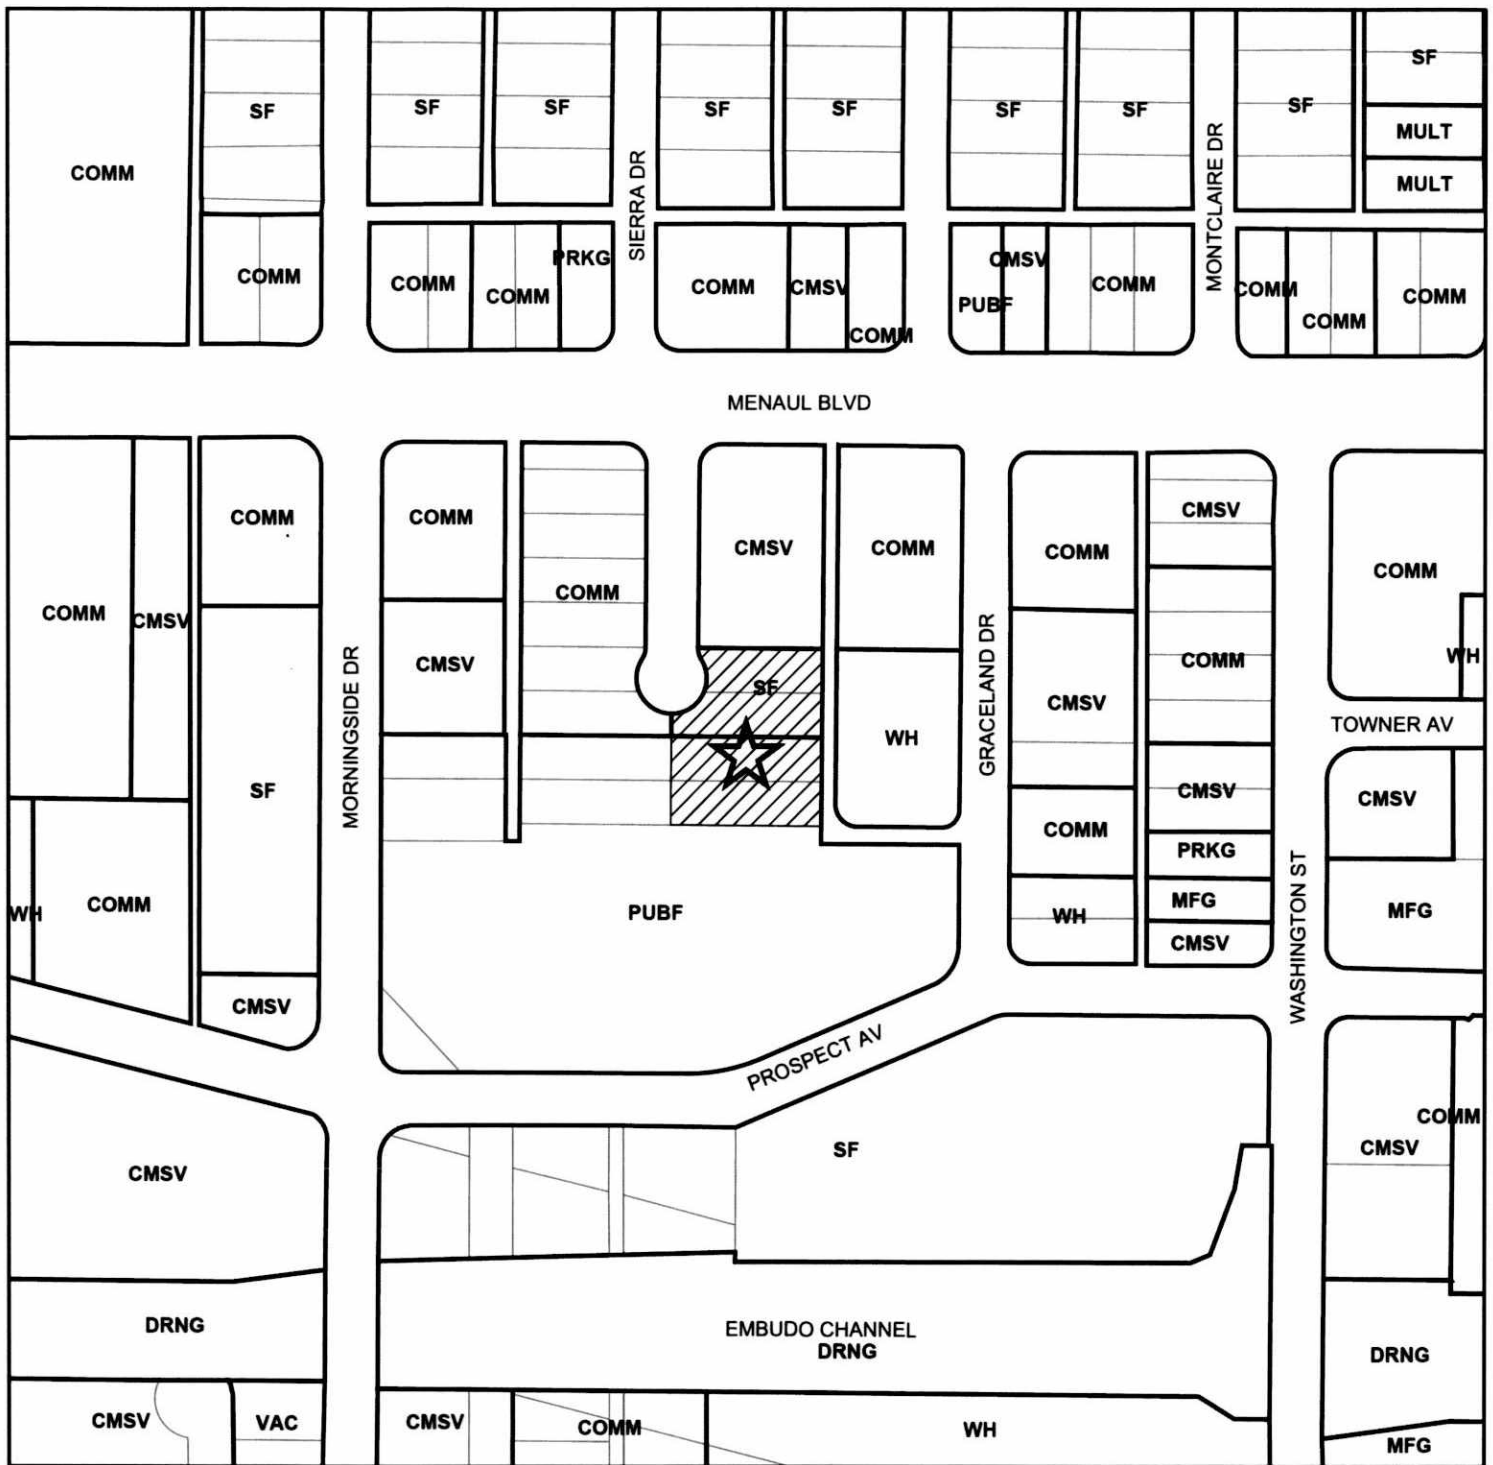 SF
MULT
MULT
COMM
SF
SF
SF
SF
SF
SF
SF
SF
SIERRA DR
MONTCLAIRE DR
COMM
COMM
COMM
PRKG
COMM
CMSV
COMM
PUBF
CMSV
COMM
COMM
COMM
COMM
MENAUL BLVD
COMM
CMSV
COMM
SF
CMSV
MORNINGSIDE DR
COMM
CMSV
COMM
CMSV
SF
COMM
WH
GRACELAND DR
COMM
CMSV
COMM
WH
CMSV
COMM
CMSV
PRKG
MFG
CMSV
WASHINGTON ST
COMM
WH
TOWNER AV
CMSV
MFG
WH
COMM
PUBF
PROSPECT AV
CMSV
SF
COMM
CMSV
DRNG
EMBUDO CHANNEL
DRNG
DRNG
CMSV
VAC
CMSV
COMM
WH
MFG